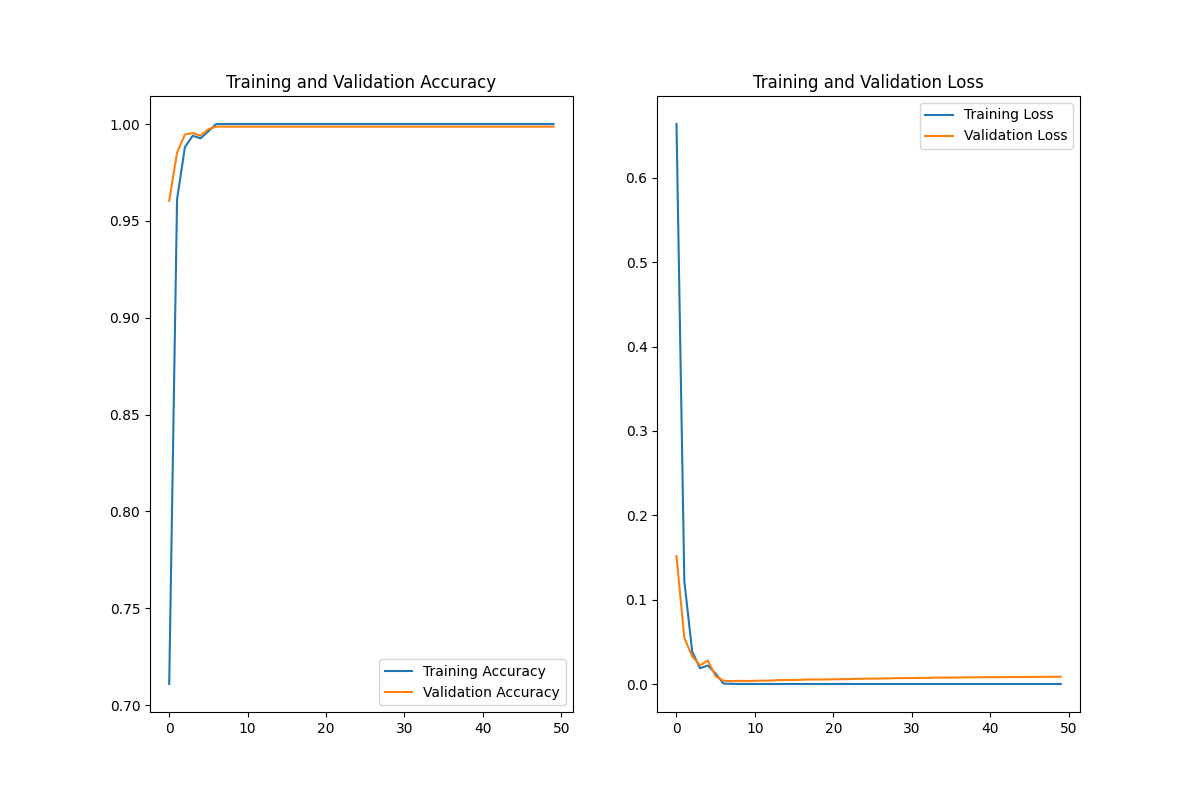 Training and Validation Accuracy
1.00
0.95
0.90
0.85
0.80
0.75
0.70
0 10 20 30 40 50
Training Accuracy
Validation Accuracy
Training and Validation Loss
0.6
0.5
0.4
0.3
0.2
0.1
0.0
0 10 20 30 40 50
Training Loss
Validation Loss